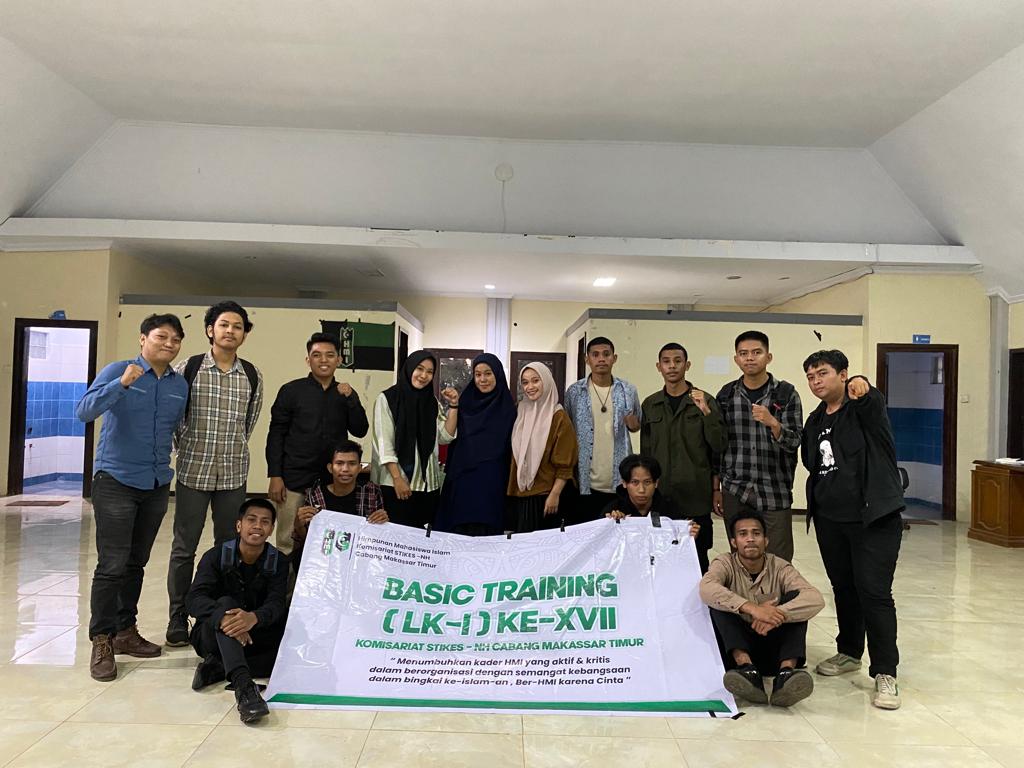 HMI
Himpunan Mahasiswa Islam
Komisariat STIKES -NH
Cabang Makassar Timur
BASIC TRAINING
( LK-I ) KE-XVII
KOMISARIAT STIKES - NH CABANG MAKASSAR TIMUR
" Menumbuhkan kader HMI yang aktif & kritis
dalam berorganisasi dengan semangat kebangsaan
dalam bingkai ke-islam-an , Ber-HMI karena Cinta "